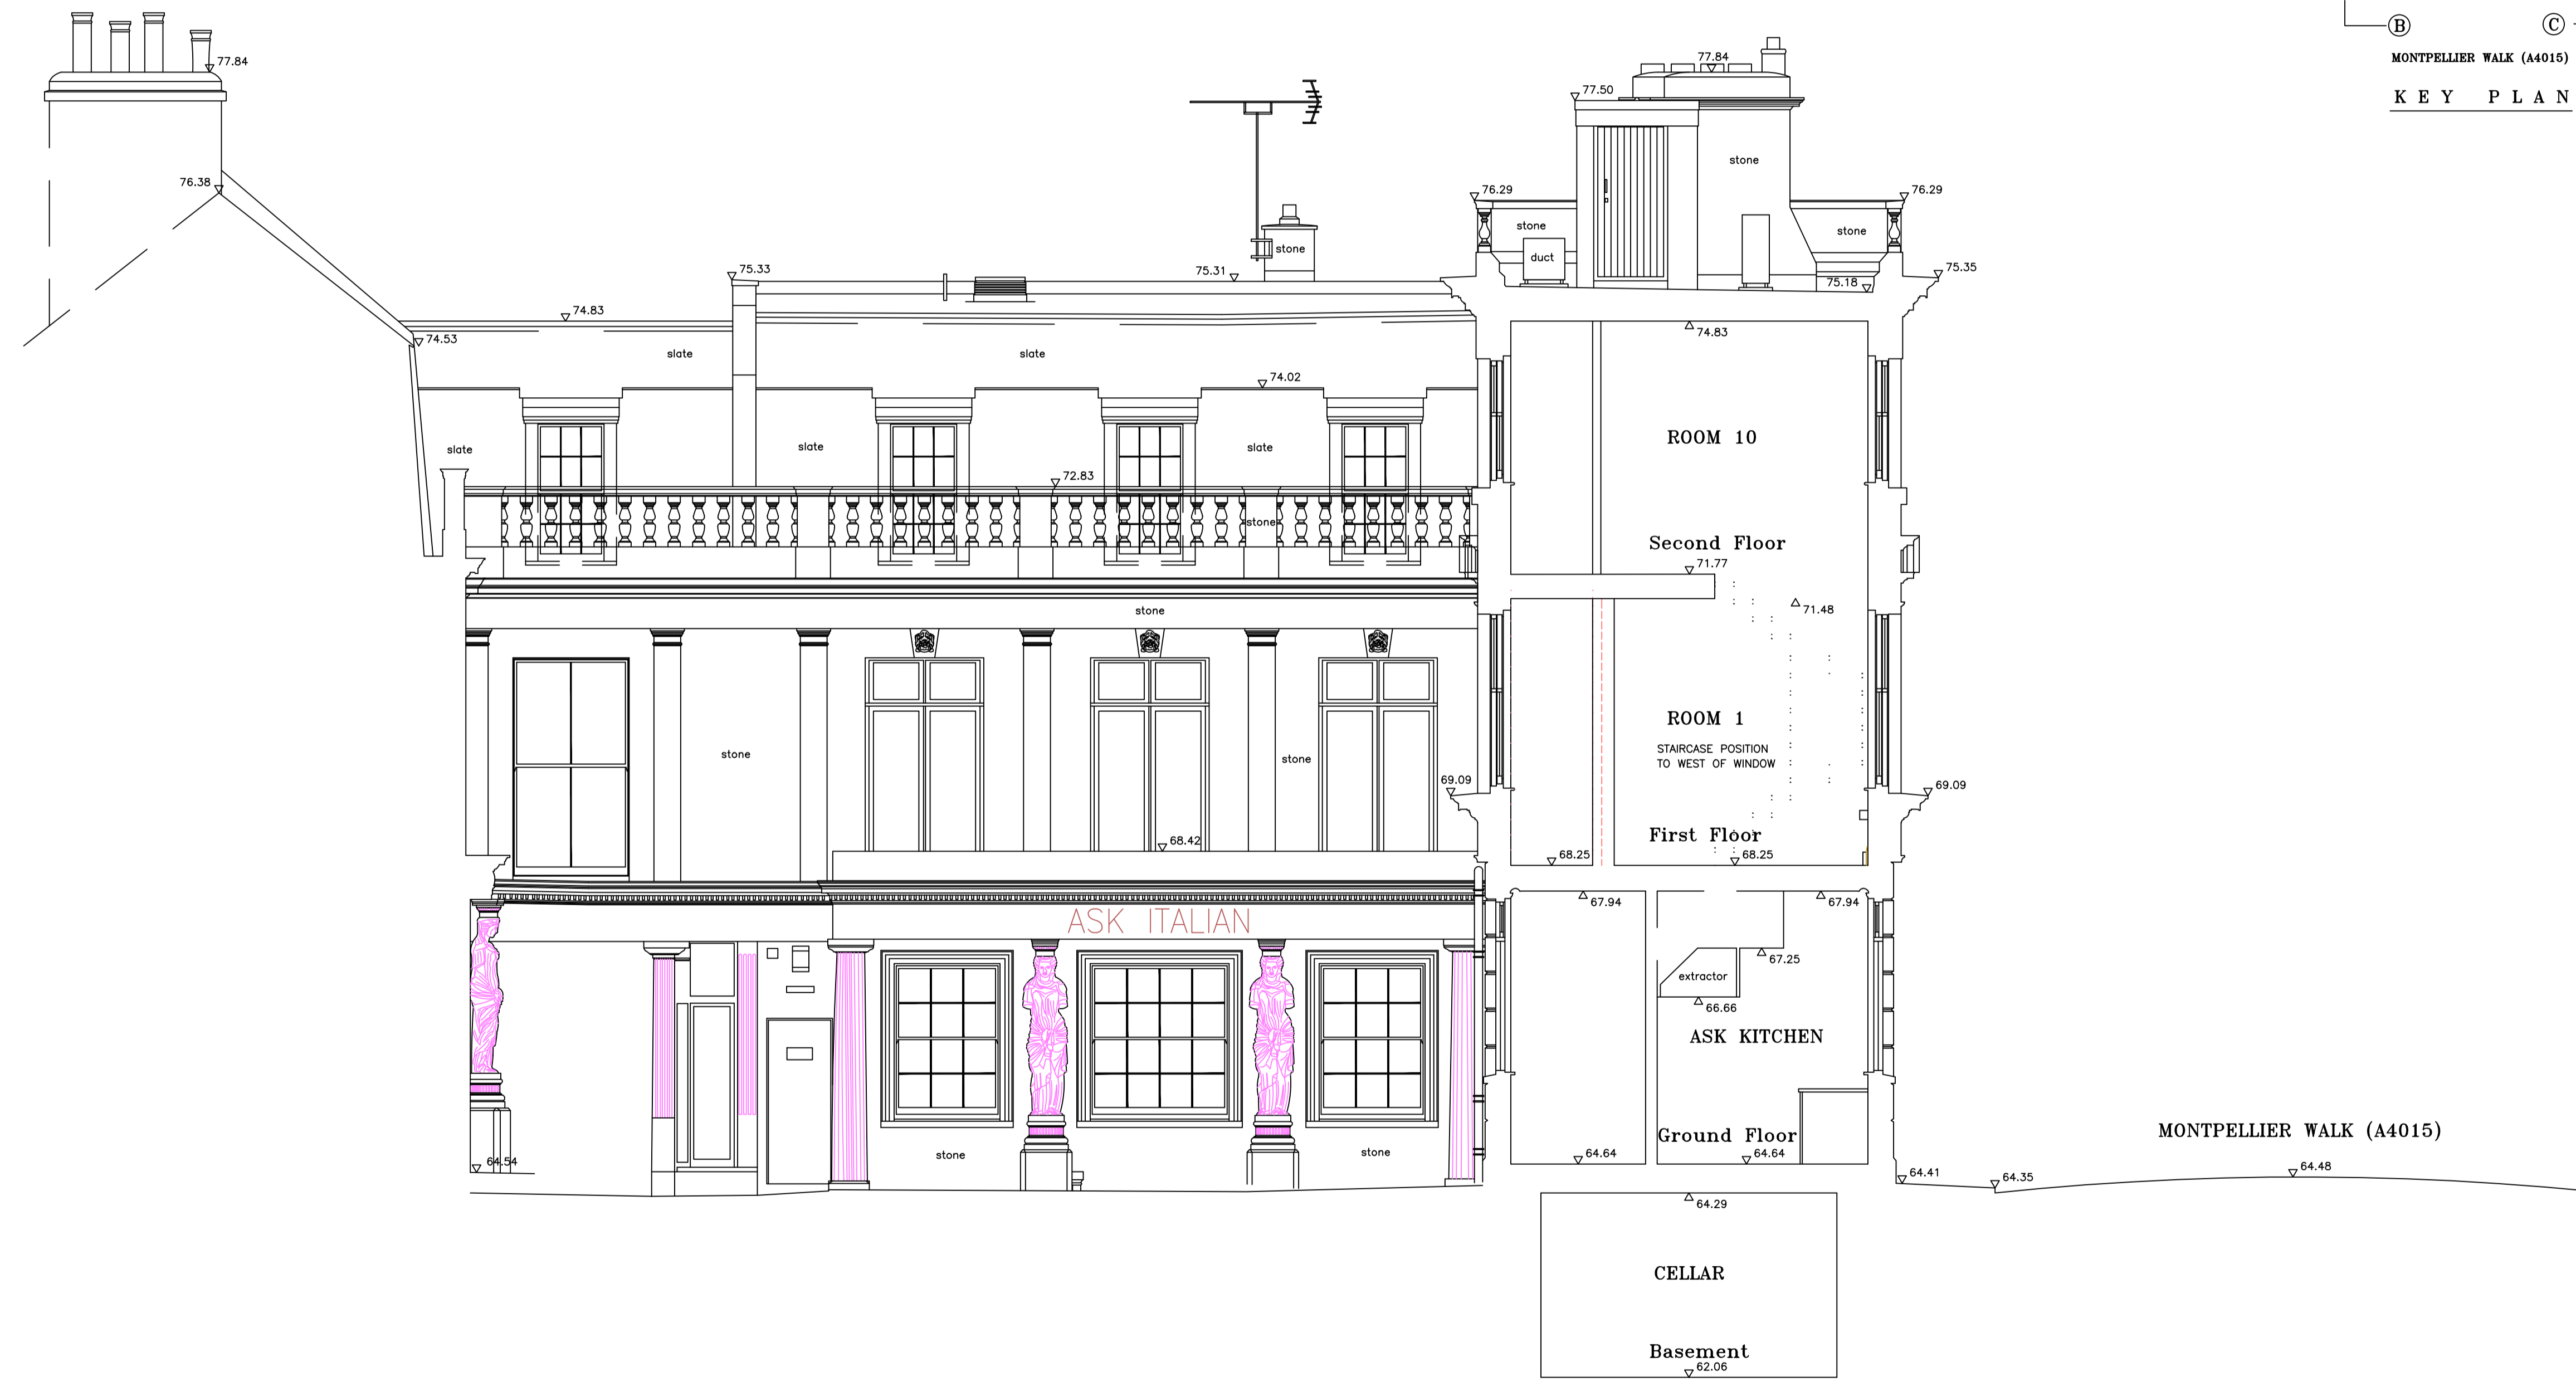 B
C
MONTPELLIER WALK (A4015)
KEY PLAN
77.84
77.84
77.50
stone
76.38
76.29
76.29
stone
stone
stone
duct
75.33
75.31
75.35
75.18
74.83
74.83
74.53
slate
slate
74.02
ROOM 10
slate
slate
slate
72.83
stone
Second Floor
71.77
stone
71.48
ROOM 1
STAIRCASE POSITION
TO WEST OF WINDOW
stone
stone
69.09
69.09
First Floor
68.42
68.25
68.25
67.94
67.94
ASK ITALIAN
67.25
extractor
66.66
ASK KITCHEN
MONTPELLIER WALK (A4015)
Ground Floor
stone
stone
64.54
64.64
64.64
64.41
64.35
64.48
64.29
CELLAR
Basement
62.06